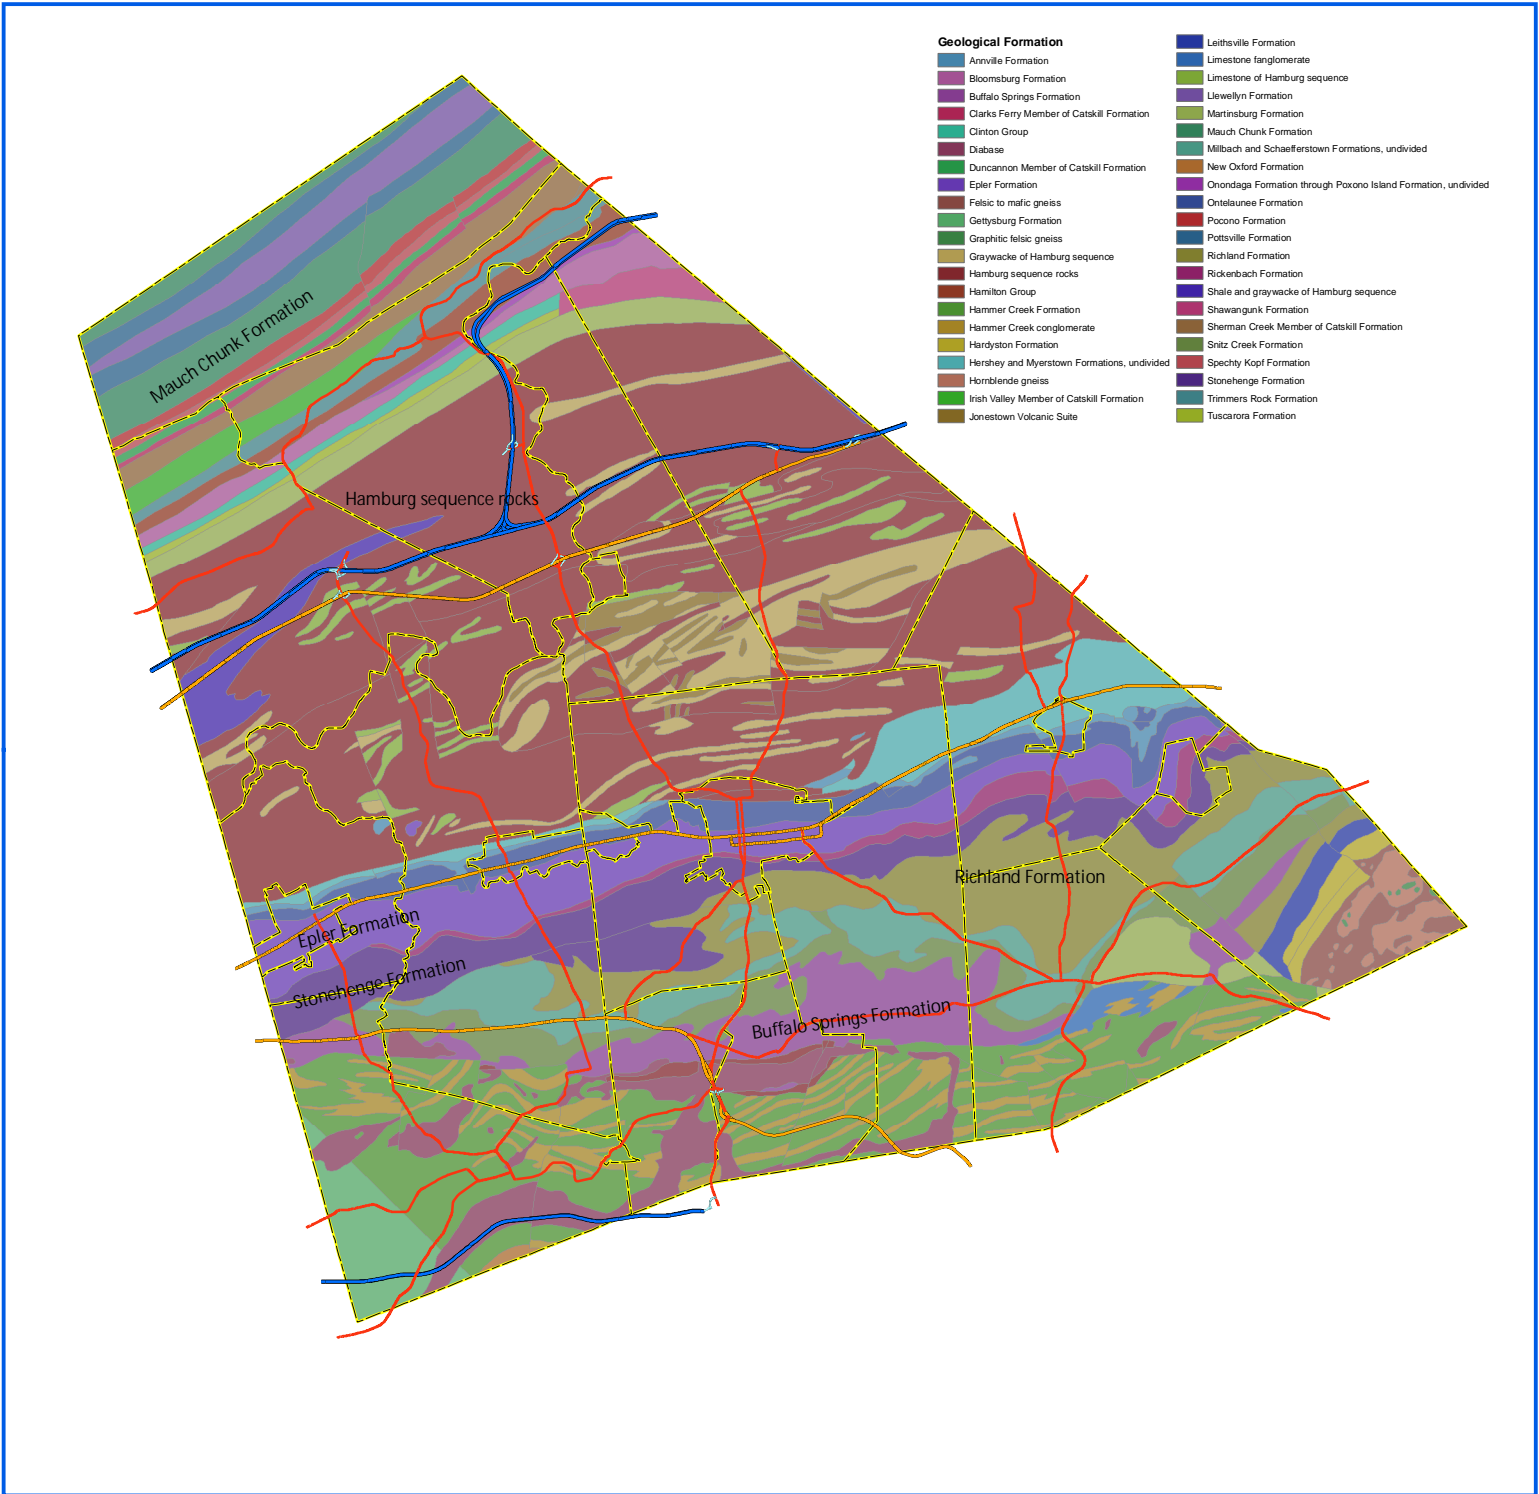 Geological Formation
Annville Formation
Bloomsburg Formation
Buffalo Springs Formation
Clarks Ferry Member of Catskill Formation
Clinton Group
Diabase
Duncannon Member of Catskill Formation
Epler Formation
Felsic to mafic gneiss
Gettysburg Formation
Graphitic felsic gneiss
Graywacke of Hamburg sequence
Hamburg sequence rocks
Hamilton Group
Hammer Creek Formation
Hammer Creek conglomerate
Hardyston Formation
Hershey and Myerstown Formations, undivided
Hornblende gneiss
Irish Valley Member of Catskill Formation
Jonestown Volcanic Suite
Leithsville Formation
Limestone fanglomerate
Limestone of Hamburg sequence
Llewellyn Formation
Martinsburg Formation
Mauch Chunk Formation
Millbach and Schaefferstown Formations, undivided
New Oxford Formation
Onondaga Formation through Poxono Island Formation, undivided
Ontelaunee Formation
Pocono Formation
Pottsville Formation
Richland Formation
Rickenbach Formation
Shale and graywacke of Hamburg sequence
Shawangunk Formation
Sherman Creek Member of Catskill Formation
Snitz Creek Formation
Spechty Kopf Formation
Stonehenge Formation
Trimmers Rock Formation
Tuscarora Formation
Mauch Chunk Formation
Hamburg sequence rocks
Richland Formation
Epler Formation
Stonehenge Formation
Buffalo Springs Formation